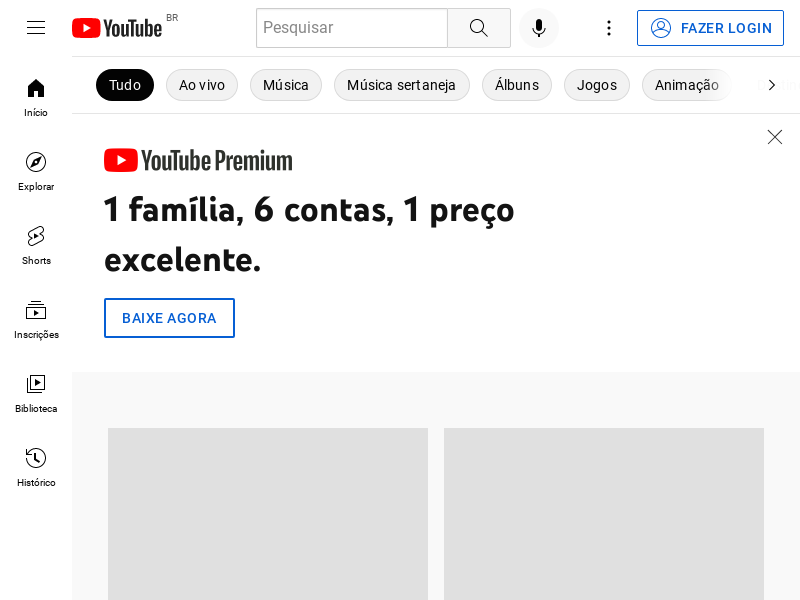 YouTube BR
Pesquisar
FAZER LOGIN
Tudo
Ao vivo
Música
Música sertaneja
Álbuns
Jogos
Animação
Início
Explorar
Shorts
Inscrições
Biblioteca
Histórico
YouTube Premium
1 família, 6 contas, 1 preço
excelente.
BAIXE AGORA